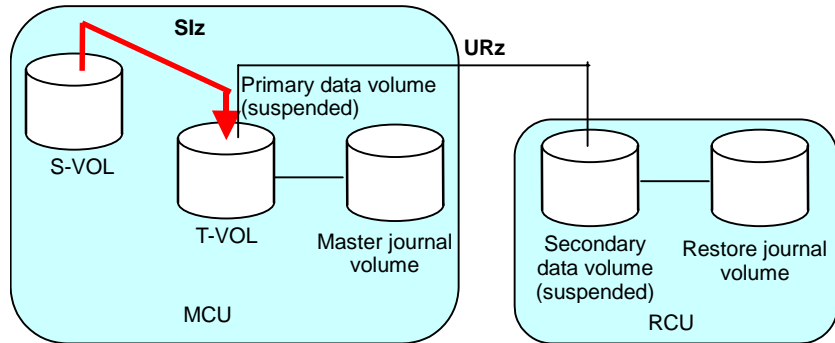 SIz
URz
Primary data volume
(suspended)
S-VOL
T-VOL
Master journal
volume
MCU
Secondary
data volume
(suspended)
Restore journal
volume
RCU